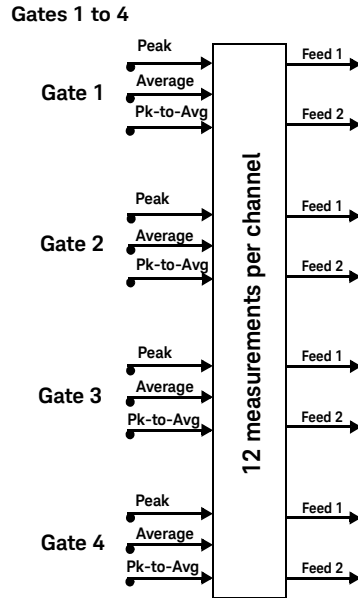 Gates 1 to 4
Peak
Feed 1
Gate 1
Average
Pk-to-Avg
Feed 2
Peak
Feed 1
Gate 2
Average
Pk-to-Avg
Feed 2
12 measurements per channel
Peak
Feed 1
Gate 3
Average
Pk-to-Avg
Feed 2
Peak
Feed 1
Gate 4
Average
Pk-to-Avg
Feed 2